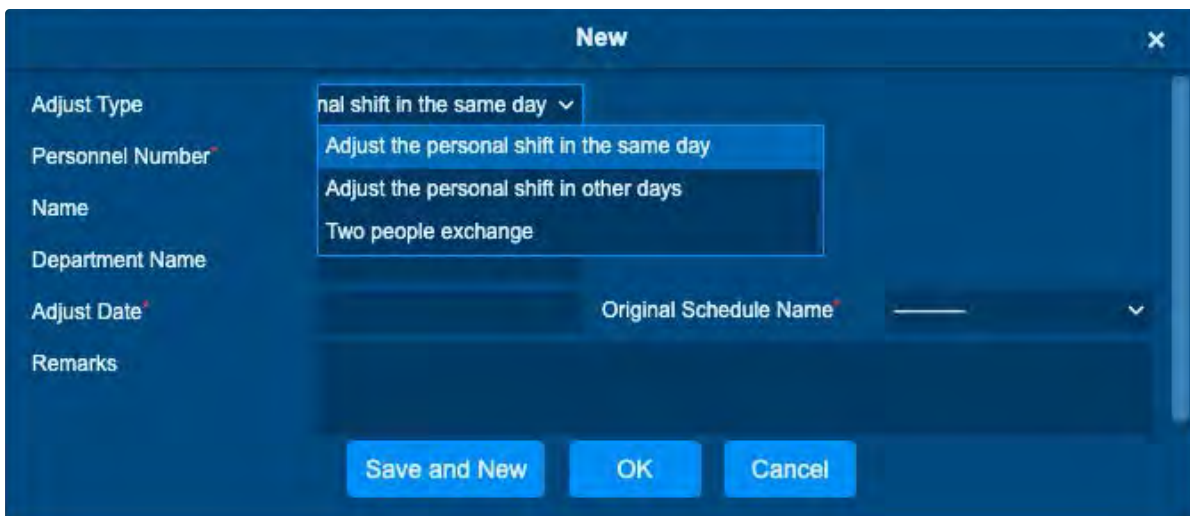 New ×
Adjust Type
nal shift in the same day
Adjust the personal shift in the same day
Personnel Number*
Adjust the personal shift in other days
Name
Two people exchange
Department Name
Adjust Date*
Original Schedule Name*
Remarks
Save and New
OK
Cancel